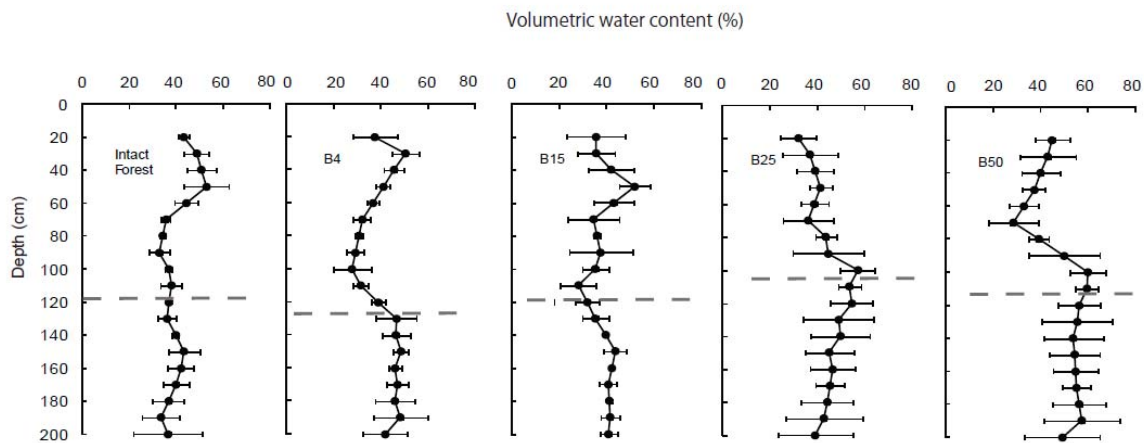 Volumetric water content (%)
0 20 40 60 80 0 20 40 60 80 0 20 40 60 80 0 20 40 60 80 0 20 40 60 80
Depth (cm)
0
20
40
60
80
100
120
140
160
180
200
Intact
Forest
B4
B15
B25
B50